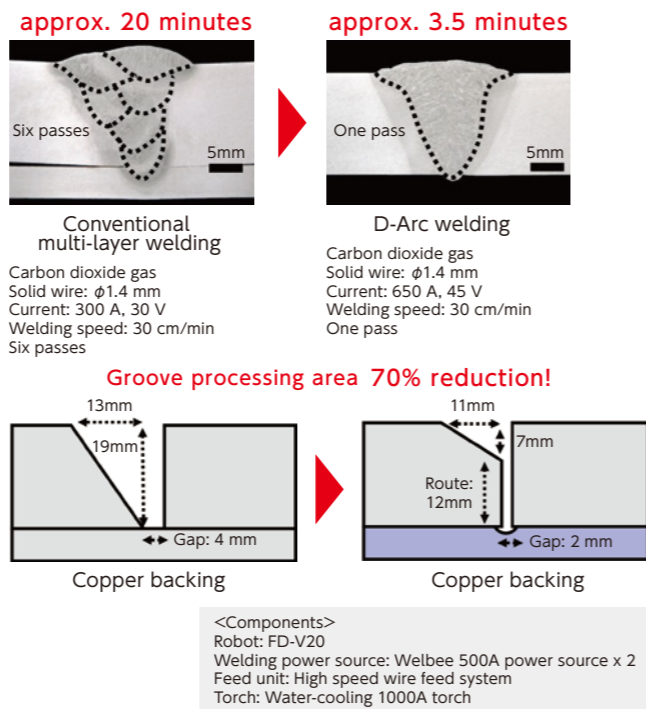 approx. 20 minutes
approx. 3.5 minutes
Six passes
5mm
One pass
5mm
Conventional
multi-layer welding
Carbon dioxide gas
Solid wire: φ1.4 mm
Current: 300 A, 30 V
Welding speed: 30 cm/min
Six passes
D-Arc welding
Carbon dioxide gas
Solid wire: φ1.4 mm
Current: 650 A, 45 V
Welding speed: 30 cm/min
One pass
Groove processing area 70% reduction!
13mm
19mm
Gap: 4 mm
Copper backing
11mm
7mm
Route:
12mm
Gap: 2 mm
Copper backing
<Components>
Robot: FD-V20
Welding power source: Welbee 500A power source x 2
Feed unit: High speed wire feed system
Torch: Water-cooling 1000A torch